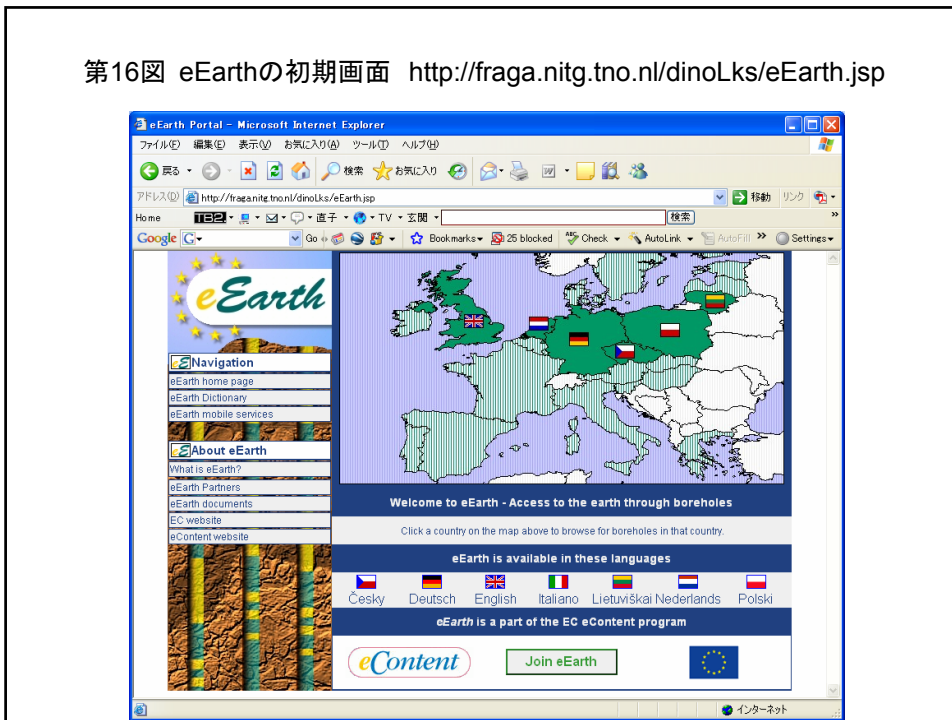 第16図 eEarthの初期画面 http://fraga.nitg.tno.nl/dinoLks/eEarth.jsp
eEarth Portal - Microsoft Internet Explorer
ファイル(F) 編集(E) 表示(V) お気に入り(A) ツール(T) ヘルプ(H)
戻る 検索 お気に入り
アドレス(D) http://fraga.nitg.tno.nl/dinoLks/eEarth.jsp 移動 リンク
Home TB2 直子 TV 玄関 検索 »
Google G Go Bookmarks 25 blocked Check AutoLink AutoFill » Settings
eEarth
Navigation
eEarth home page
eEarth Dictionary
eEarth mobile services
About eEarth
What is eEarth?
eEarth Partners
eEarth documents
EC website
eContent website
Welcome to eEarth - Access to the earth through boreholes
Click a country on the map above to browse for boreholes in that country.
eEarth is available in these languages
Česky Deutsch English Italiano Lietuviškai Nederlands Polski
eEarth is a part of the EC eContent program
eContent Join eEarth
インターネット